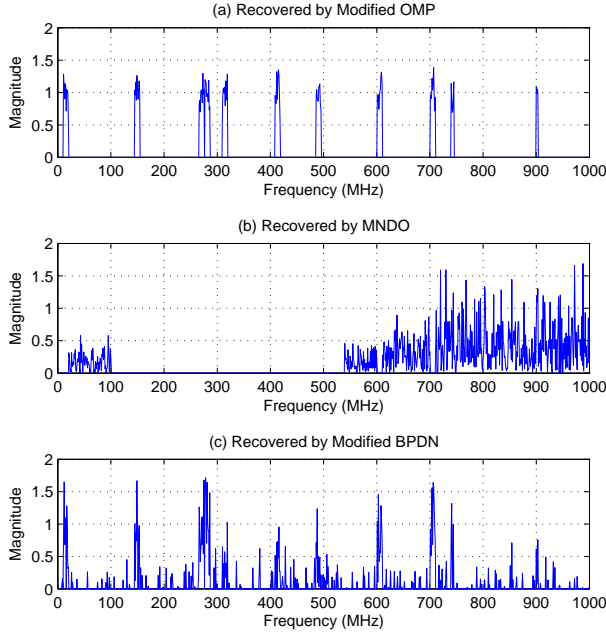 (a) Recovered by Modified OMP
2
1.5
1
0.5
0
Magnitude
0 100 200 300 400 500 600 700 800 900 1000
Frequency (MHz)
(b) Recovered by MNDO
2
1.5
1
0.5
0
Magnitude
0 100 200 300 400 500 600 700 800 900 1000
Frequency (MHz)
(c) Recovered by Modified BPDN
2
1.5
1
0.5
0
Magnitude
0 100 200 300 400 500 600 700 800 900 1000
Frequency (MHz)